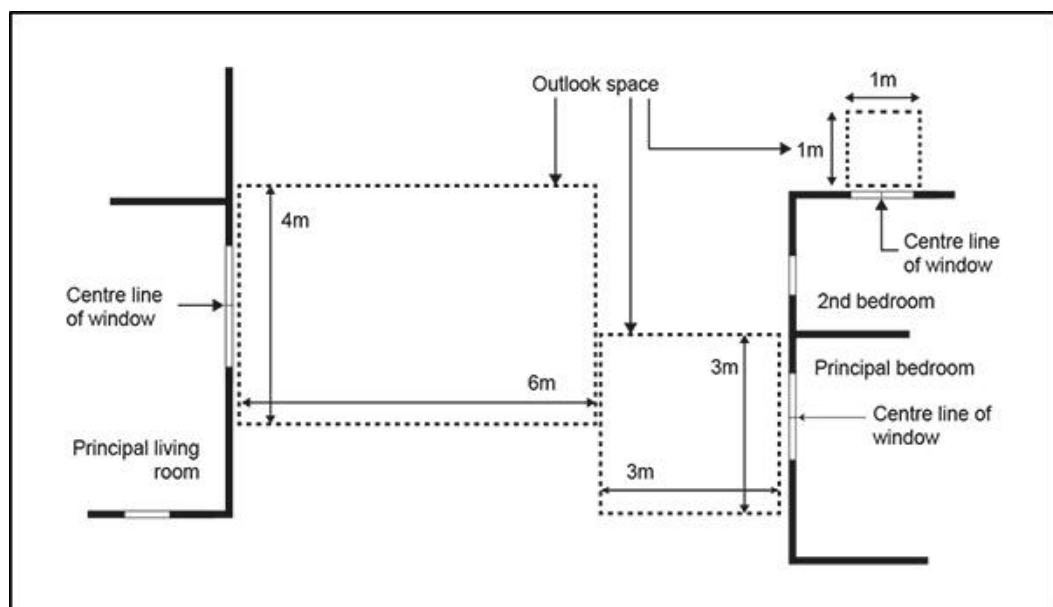 Outlook space
1m
1m
4m
Centre line
of window
Centre line
of window
2nd bedroom
6m
3m
Principal bedroom
Centre line of
window
Principal living
room
3m